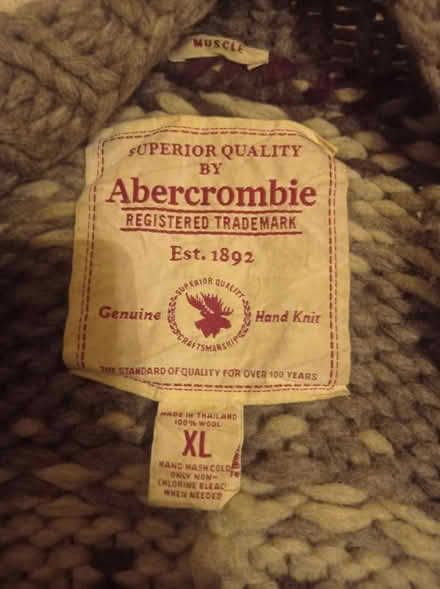 MUSCLE
SUPERIOR QUALITY
BY
Abercrombie
REGISTERED TRADEMARK
Est. 1892
SUPERIOR QUALITY
Genuine
Hand Knit
CRAFTSMANSHIP
THE STANDARD OF QUALITY FOR OVER 100 YEARS
MADE IN THAILAND
100% WOOL
XL
HAND WASH COLD
ONLY NON-
CHLORINE BLEAC
WHEN NEEDED